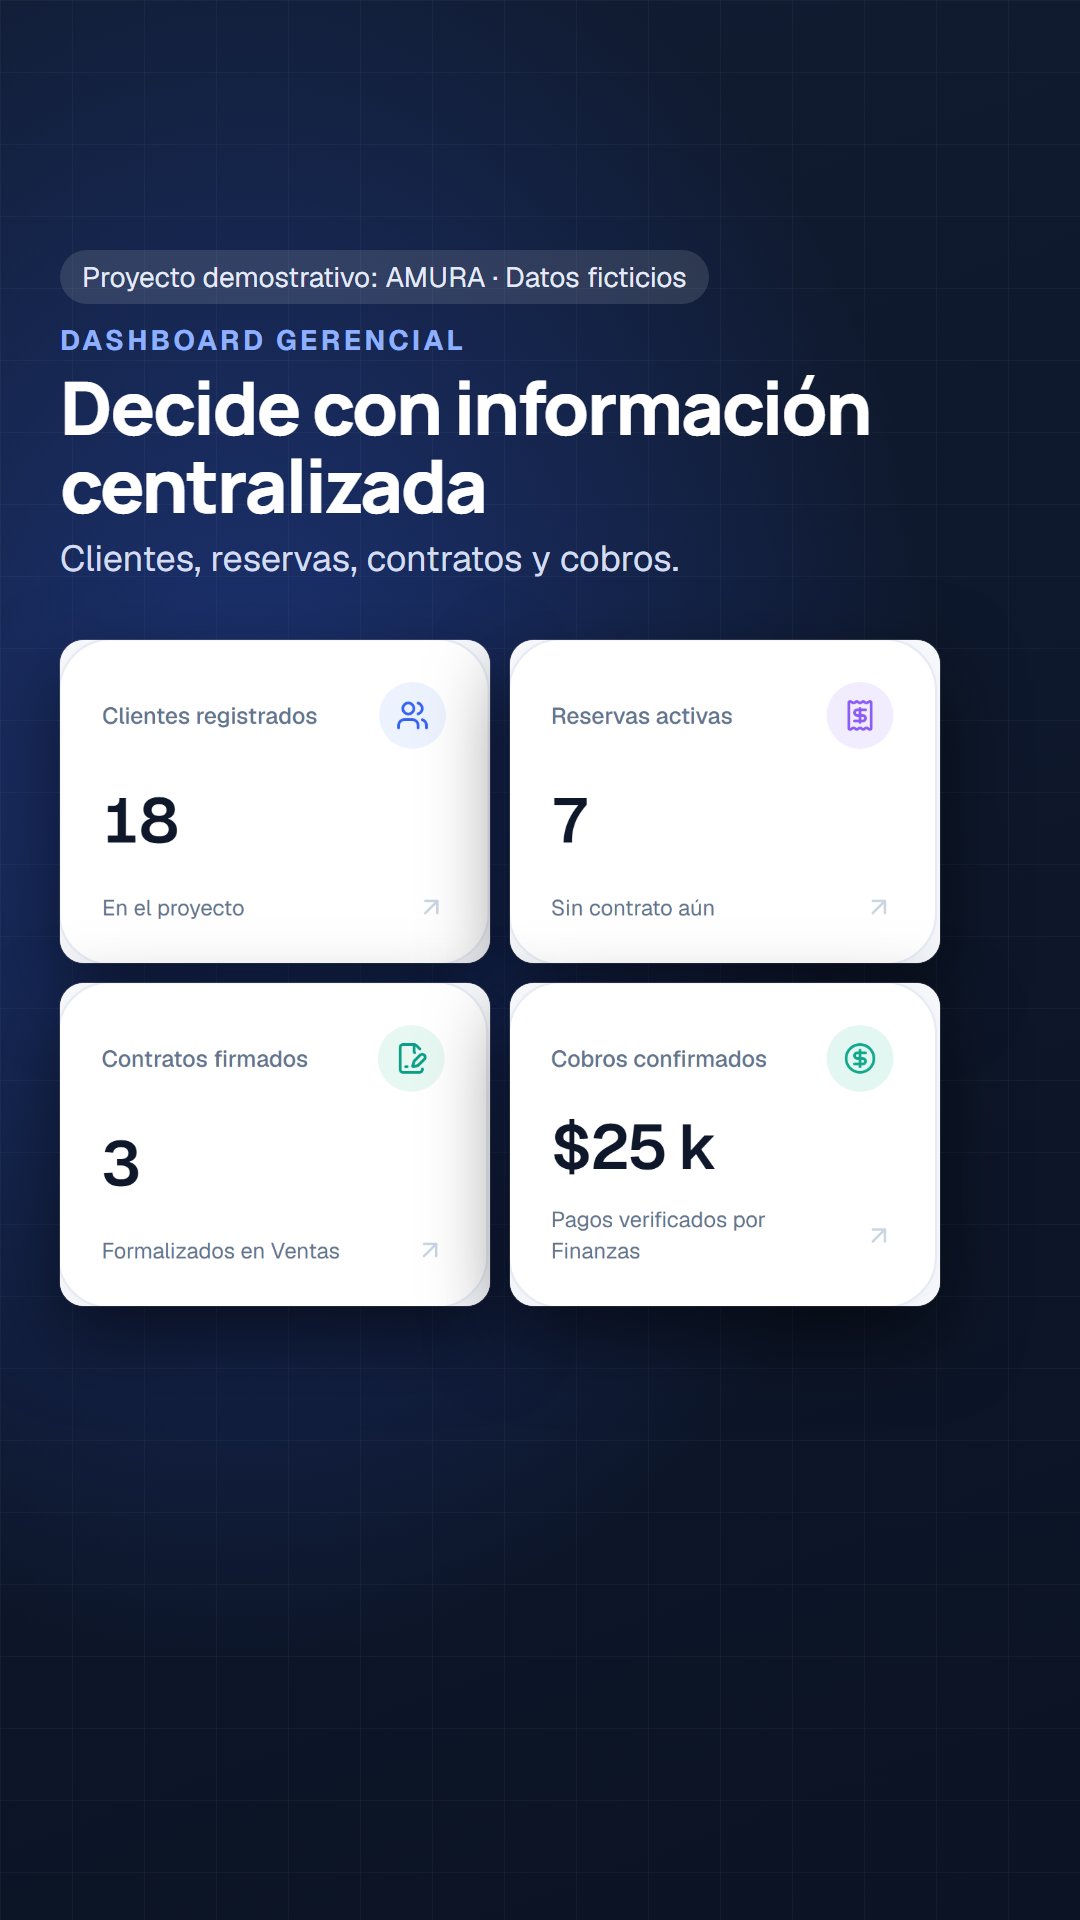 Proyecto demostrativo: AMURA · Datos ficticios
DASHBOARD GERENCIAL
Decide con información
centralizada
Clientes, reservas, contratos y cobros.
Clientes registrados
18
En el proyecto
Reservas activas
7
Sin contrato aún
Contratos firmados
3
Formalizados en Ventas
Cobros confirmados
$25 k
Pagos verificados por
Finanzas